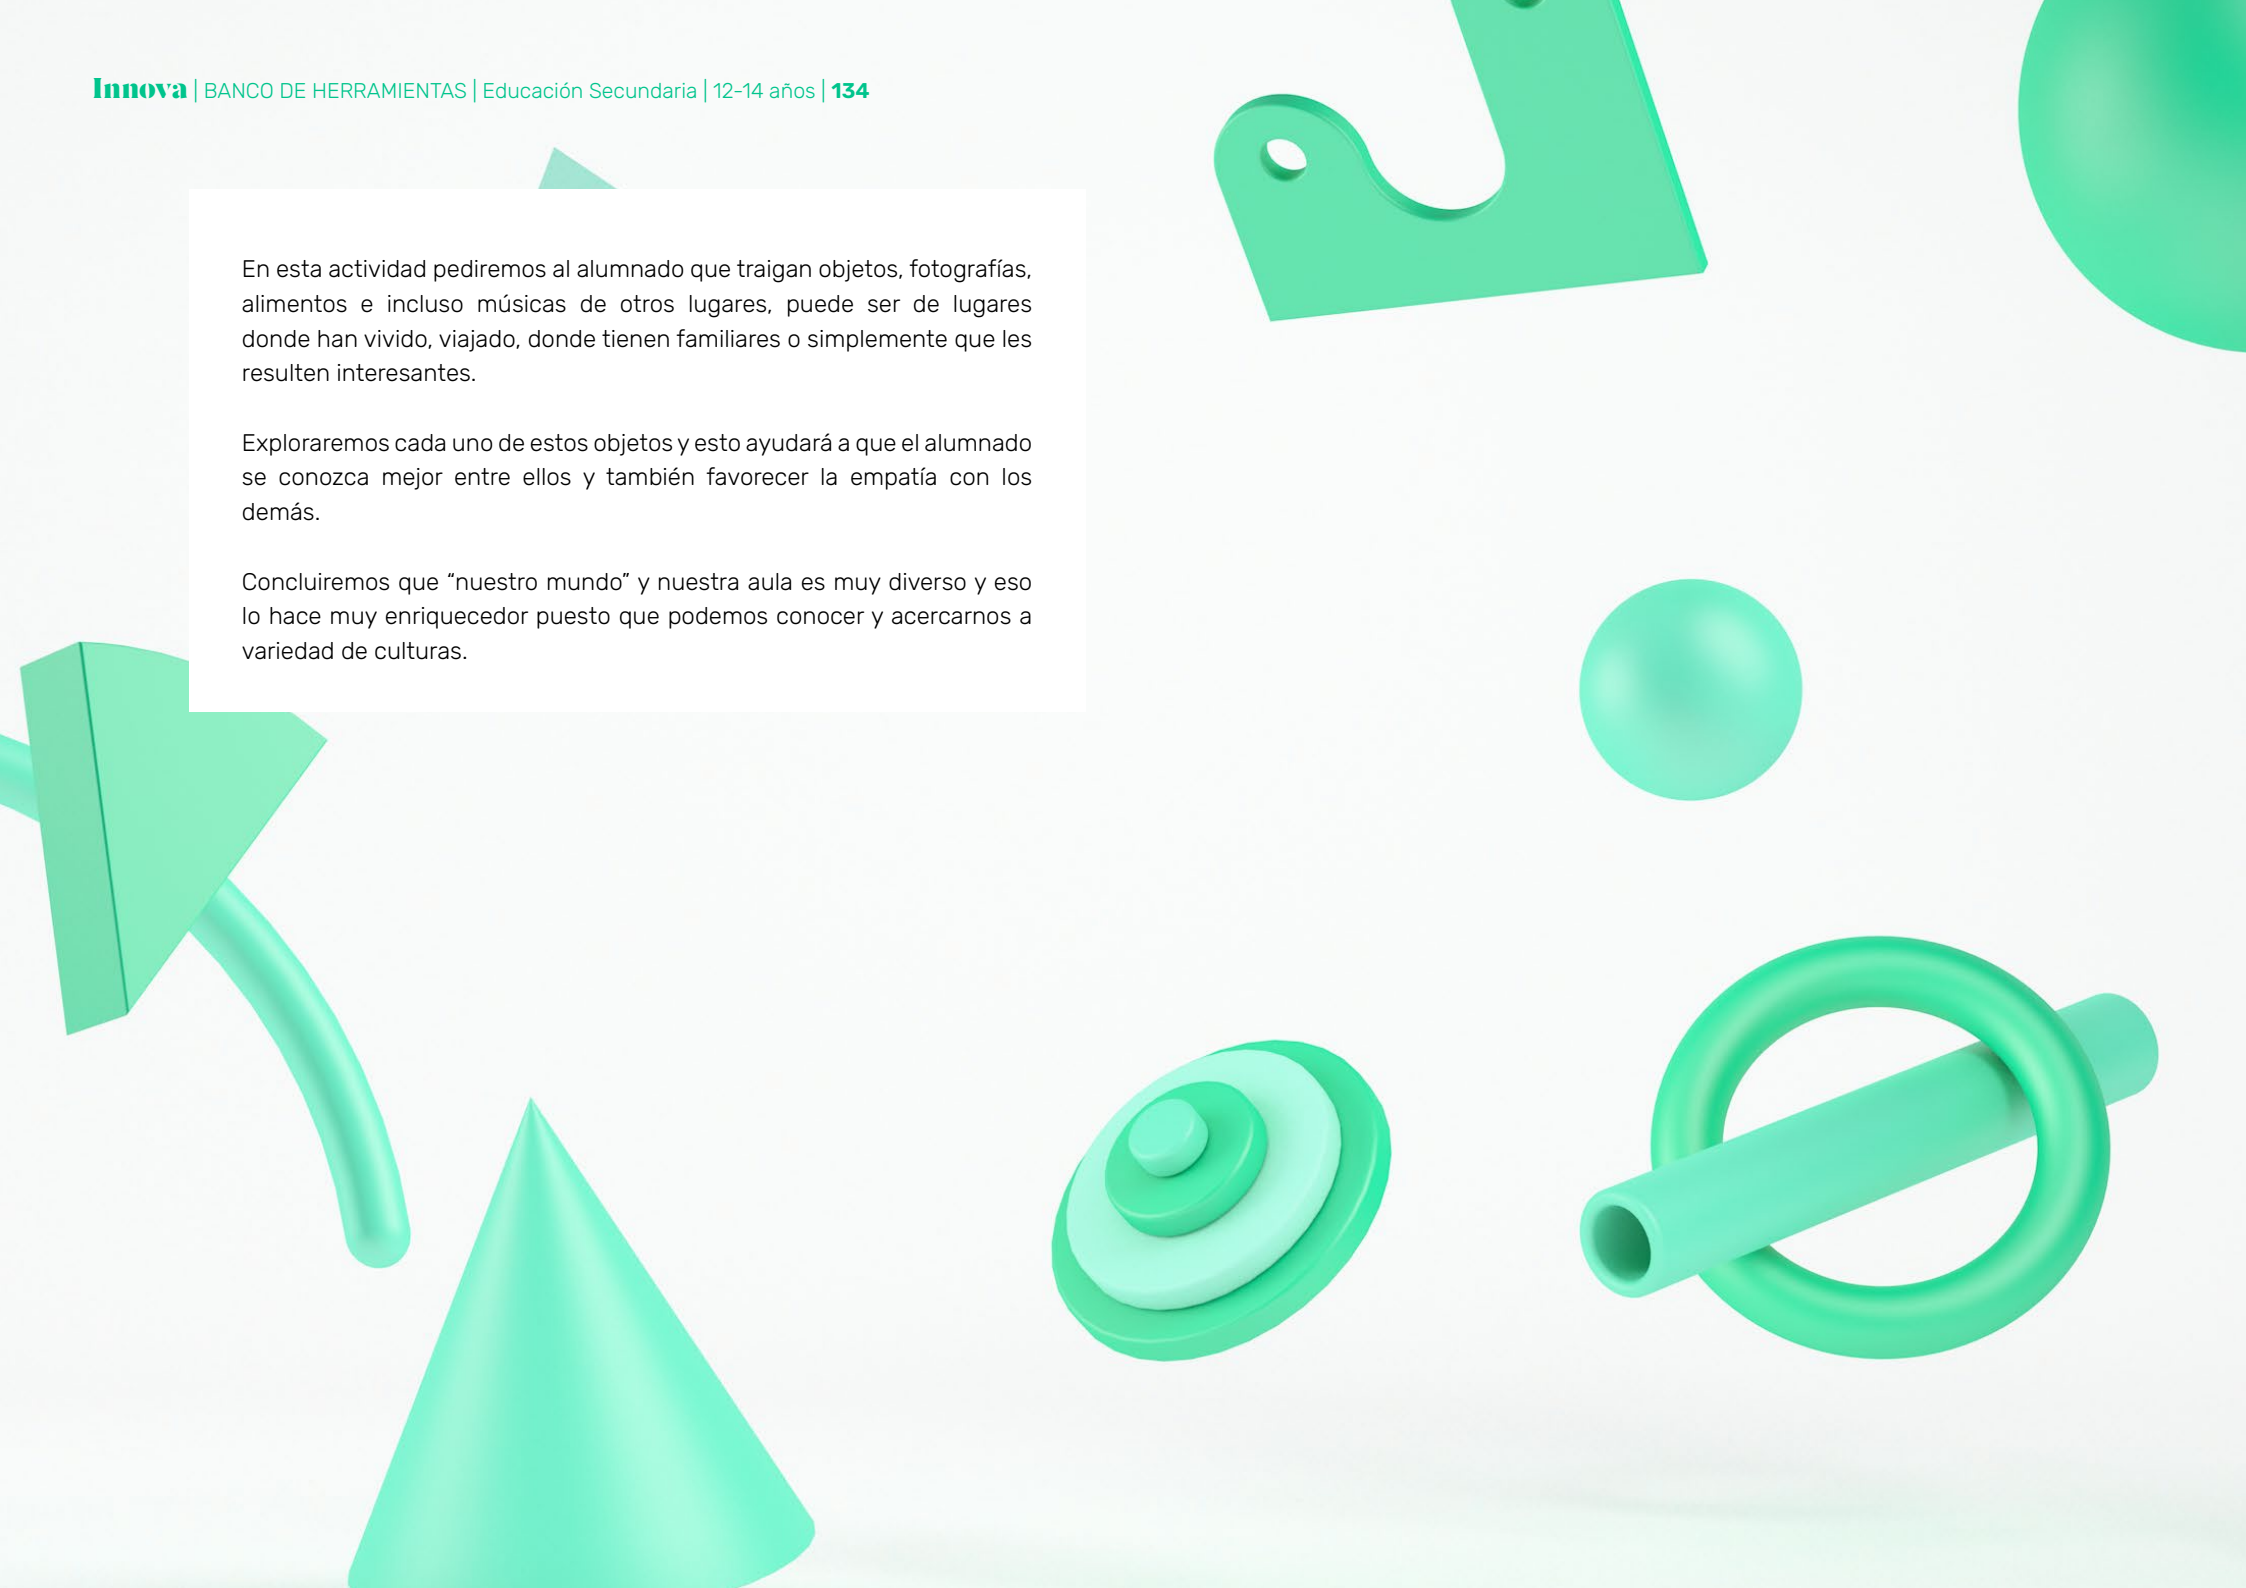 Innova | BANCO DE HERRAMIENTAS | Educación Secundaria | 12-14 años | 134
En esta actividad pediremos al alumnado que traigan objetos, fotografías,
alimentos e incluso músicas de otros lugares, puede ser de lugares
donde han vivido, viajado, donde tienen familiares o simplemente que les
resulten interesantes.
Exploraremos cada uno de estos objetos y esto ayudará a que el alumnado
se conozca mejor entre ellos y también favorecer la empatía con los
demás.
Concluiremos que “nuestro mundo” y nuestra aula es muy diverso y eso
lo hace muy enriquecedor puesto que podemos conocer y acercarnos a
variedad de culturas.